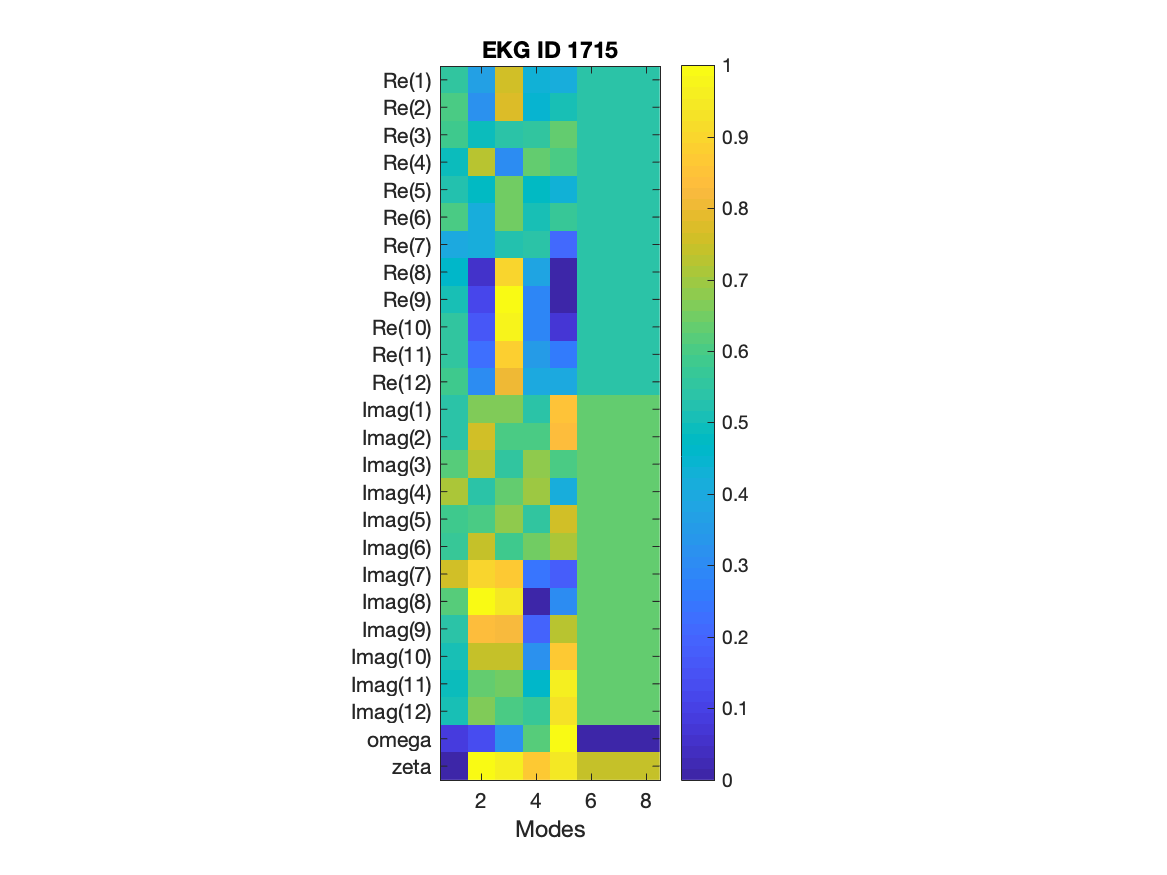 EKG ID 1715
Re(1)
Re(2)
Re(3)
Re(4)
Re(5)
Re(6)
Re(7)
Re(8)
Re(9)
Re(10)
Re(11)
Re(12)
Imag(1)
Imag(2)
Imag(3)
Imag(4)
Imag(5)
Imag(6)
Imag(7)
Imag(8)
Imag(9)
Imag(10)
Imag(11)
Imag(12)
omega
zeta
2 4 6 8
Modes
1
0.9
0.8
0.7
0.6
0.5
0.4
0.3
0.2
0.1
0